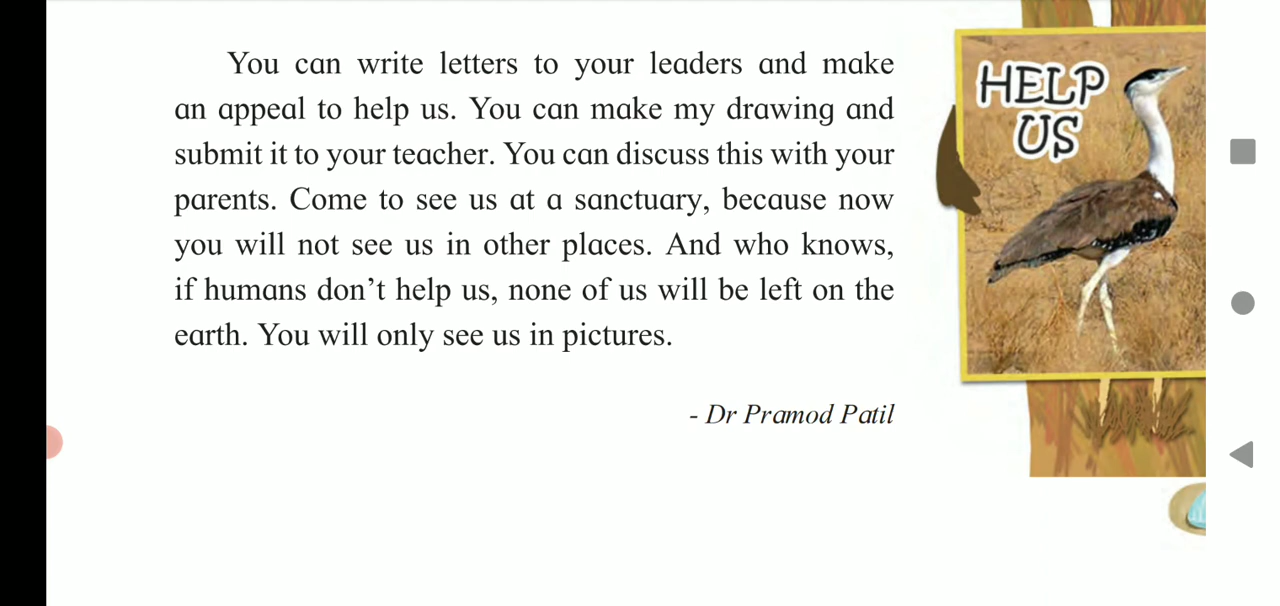 You can write letters to your leaders and make
an appeal to help us. You can make my drawing and
submit it to your teacher. You can discuss this with your
parents. Come to see us at a sanctuary, because now
you will not see us in other places. And who knows,
if humans don’t help us, none of us will be left on the
earth. You will only see us in pictures.
- Dr Pramod Patil
HELP
US